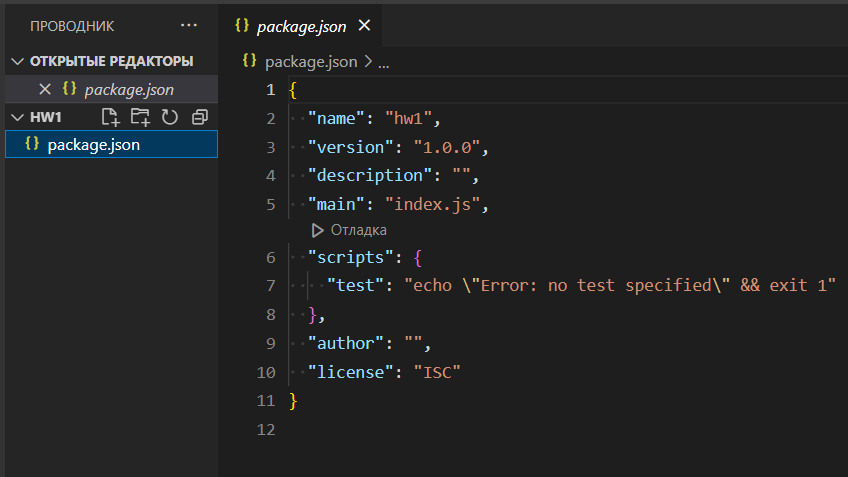 ПРОВОДНИК ...
ОТКРЫТЫЕ РЕДАКТОРЫ
{} package.json
HW1
{} package.json
{} package.json
{} package.json > ...
1 {
2 "name": "hw1",
3 "version": "1.0.0",
4 "description": "",
5 "main": "index.js",
Отладка
6 "scripts": {
7 "test": "echo \"Error: no test specified\" && exit 1"
8 },
9 "author": "",
10 "license": "ISC"
11 }
12